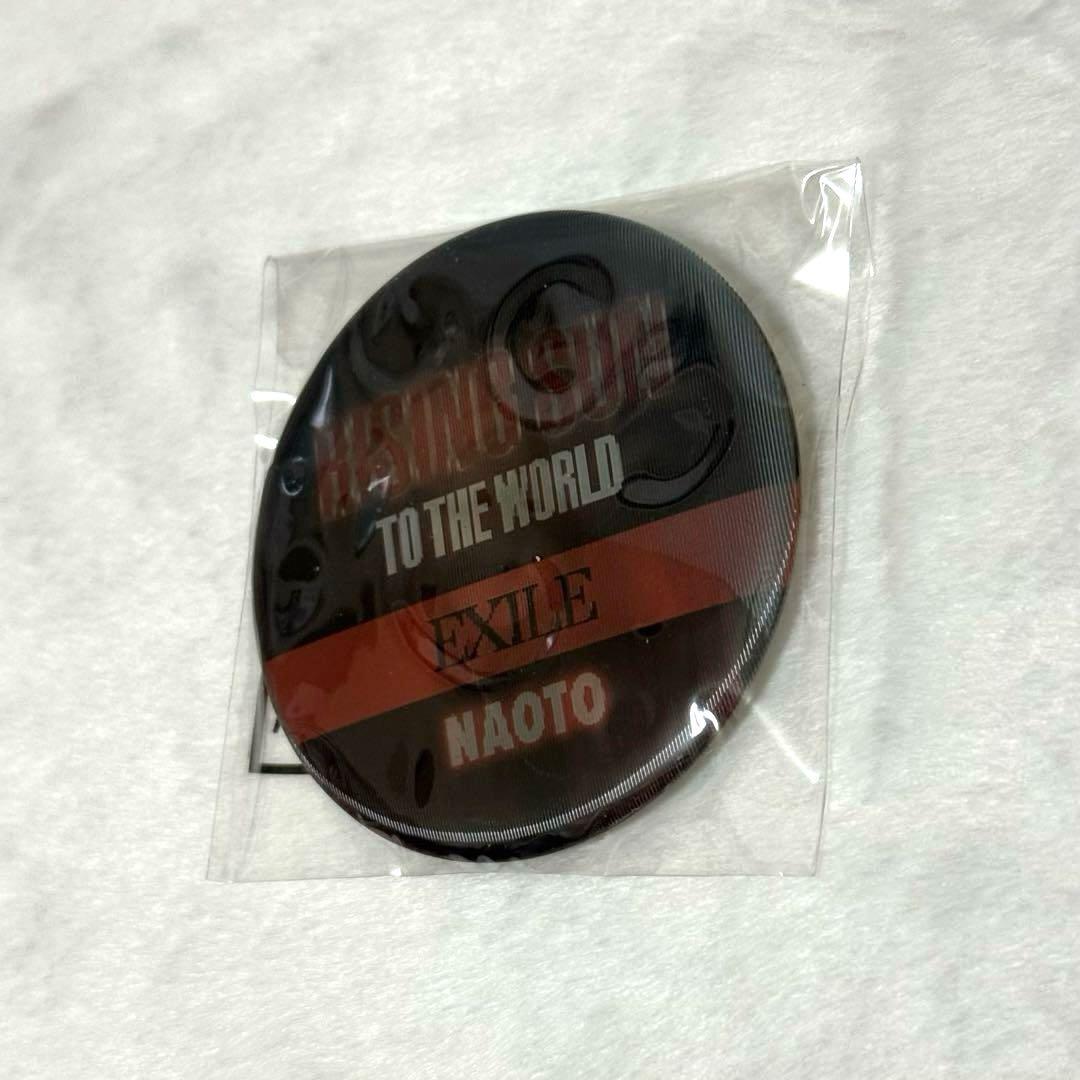 RISING SUN
TO THE WORLD
EXILE
NAOTO